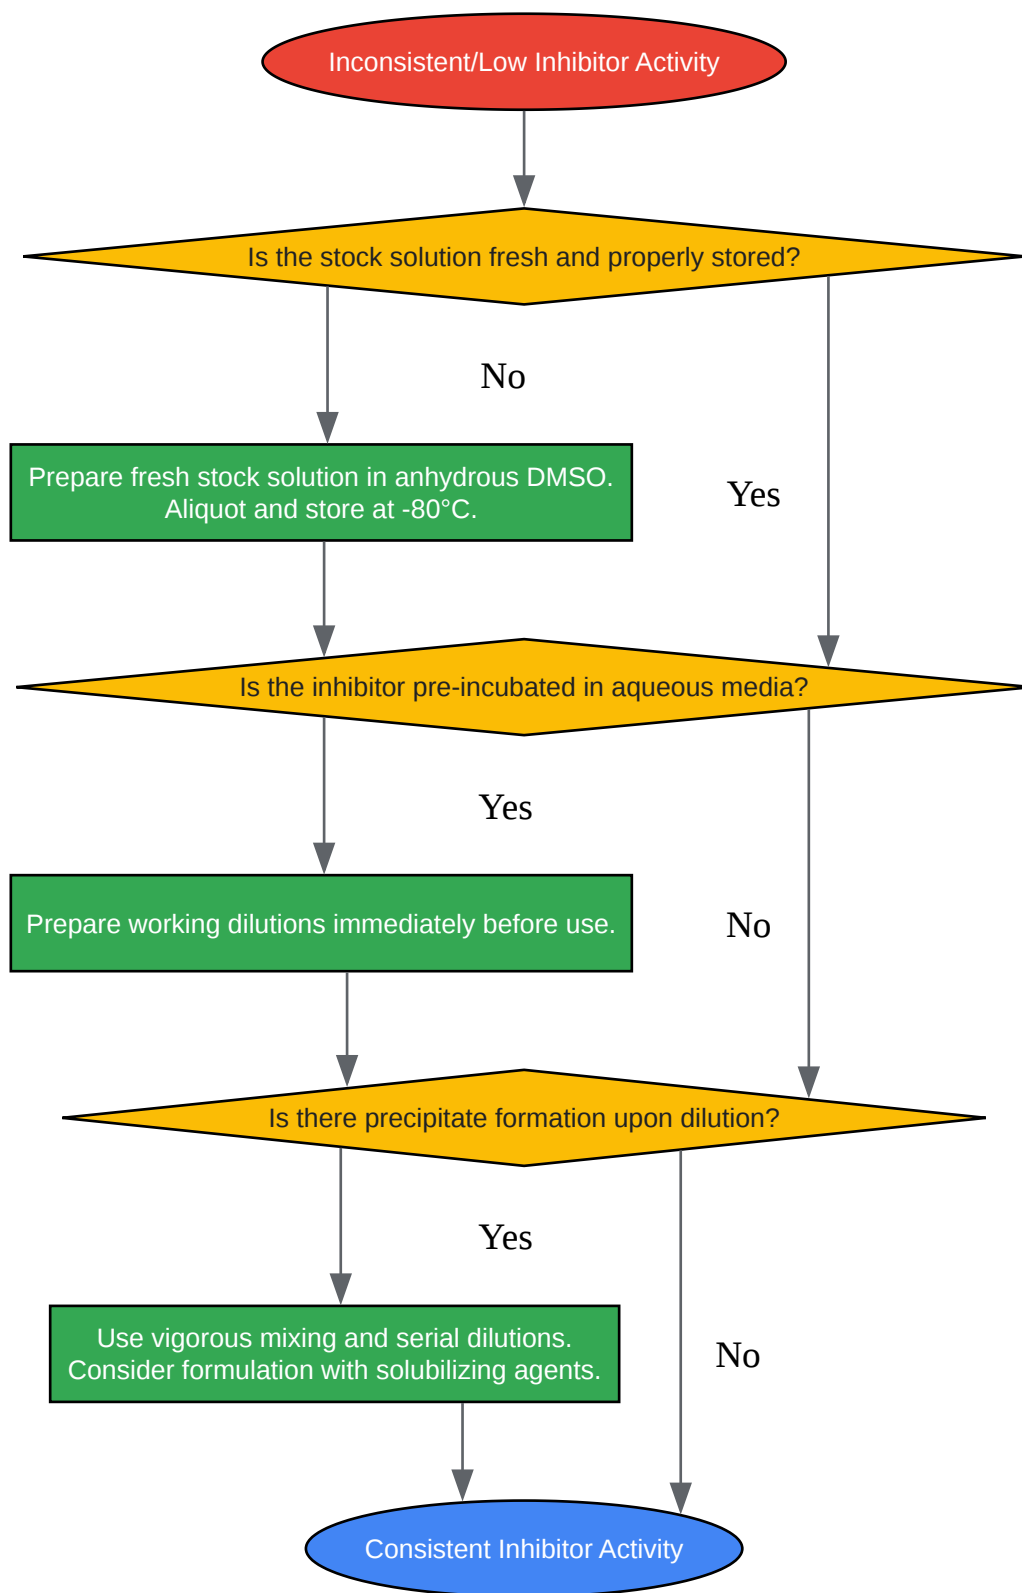 Inconsistent/Low Inhibitor Activity
Is the stock solution fresh and properly stored?
No
Prepare fresh stock solution in anhydrous DMSO.
Aliquot and store at -80°C.
Yes
Is the inhibitor pre-incubated in aqueous media?
Yes
Prepare working dilutions immediately before use.
No
Is there precipitate formation upon dilution?
Yes
Use vigorous mixing and serial dilutions.
Consider formulation with solubilizing agents.
No
Consistent Inhibitor Activity